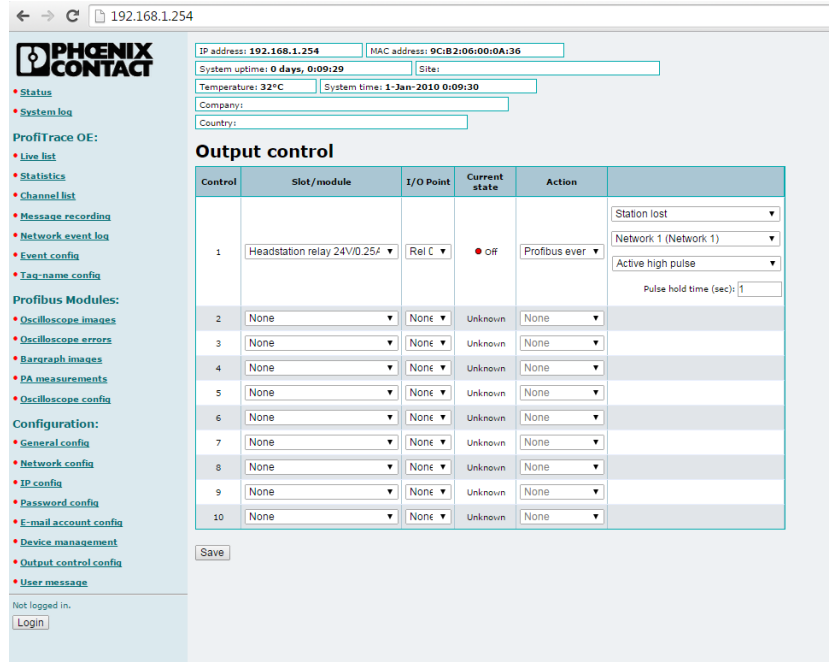 192.168.1.254
PHŒNIX
CONTACT
Status
System log
ProfiTrace OE:
Live list
Statistics
Channel list
Message recording
Network event log
Event config
Tag-name config
Profibus Modules:
Oscilloscope images
Oscilloscope errors
Bargraph images
PA measurements
Oscilloscope config
Configuration:
General config
Network config
IP config
Password config
E-mail account config
Device management
Output control config
User message
Not logged in.
Login
IP address: 192.168.1.254 MAC address: 9C:B2:06:00:0A:36
System uptime: 0 days, 0:09:29 Site:
Temperature: 32°C System time: 1-Jan-2010 0:09:30
Company:
Country:
Output control
Control Slot/module I/O Point Current state Action
1 Headstation relay 24V/0.25A Rel C Off Profibus ever
Station lost
Network 1 (Network 1)
Active high pulse
Pulse hold time (sec): 1
2 None None Unknown None
3 None None Unknown None
4 None None Unknown None
5 None None Unknown None
6 None None Unknown None
7 None None Unknown None
8 None None Unknown None
9 None None Unknown None
10 None None Unknown None
Save